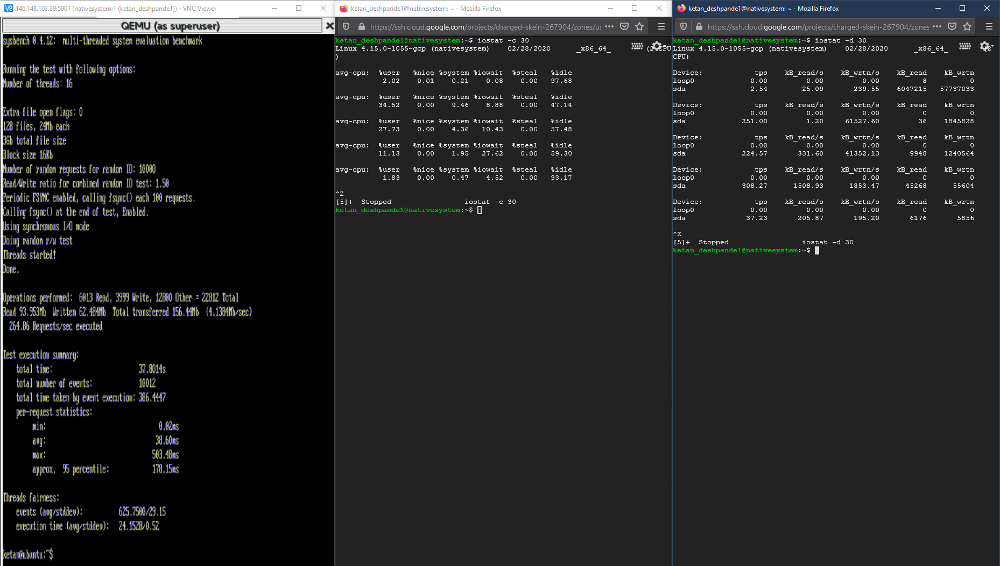 146.148.103.39:5901 (nativesystem:1 (ketan_deshpande1)) - VNC Viewer
QEMU (as superuser)
sysbench 0.4.12:  multi-threaded system evaluation benchmark
Running the test with following options:
Number of threads: 16
Extra file open flags: 0
128 files, 24Mb each
3Gb total file size
Block size 16Kb
Number of random requests for random IO: 10000
Read/Write ratio for combined random IO test: 1.50
Periodic FSYNC enabled, calling fsync() each 100 requests.
Calling fsync() at the end of test, Enabled.
Using synchronous I/O mode
Doing random r/w test
Threads started!
Done.
Operations performed:  6013 Read, 3999 Write, 12800 Other = 22812 Total
Read 93.953Mb  Written 62.484Mb  Total transferred 156.44Mb  (4.1384Mb/sec)
264.86 Requests/sec executed
Test execution summary:
total time: 37.8014s
total number of events: 10012
total time taken by event execution: 386.4447
per-request statistics:
min: 0.02ms
avg: 38.60ms
max: 503.48ms
approx.  95 percentile: 178.15ms
Threads fairness:
events (avg/stddev): 625.7500/29.15
execution time (avg/stddev): 24.1528/0.52
ketan@ubuntu:~$
ketan_deshpande1@nativesystem: ~ - Mozilla Firefox
https://ssh.cloud.google.com/projects/charged-skein-267904/zones/us
ketan_deshpande1@nativesystem:~$ iostat -c 30
Linux 4.15.0-1055-gcp (nativesystem) 02/28/2020 _x86_64_ (2 CPU
)
avg-cpu: %user %nice %system %iowait %steal %idle
2.02 0.01 0.21 0.08 0.00 97.68
avg-cpu: %user %nice %system %iowait %steal %idle
34.52 0.00 9.46 8.88 0.00 47.14
avg-cpu: %user %nice %system %iowait %steal %idle
27.73 0.00 4.36 10.43 0.00 57.48
avg-cpu: %user %nice %system %iowait %steal %idle
11.13 0.00 1.95 27.62 0.00 59.30
avg-cpu: %user %nice %system %iowait %steal %idle
1.83 0.00 0.47 4.52 0.00 93.17
^Z
[5]+ Stopped iostat -c 30
ketan_deshpande1@nativesystem:~$
ketan_deshpande1@nativesystem: ~ - Mozilla Firefox
https://ssh.cloud.google.com/projects/charged-skein-267904/zones
ketan_deshpande1@nativesystem:~$ iostat -d 30
Linux 4.15.0-1055-gcp (nativesystem) 02/28/2020 _x86_64_ (2
CPU)
Device: tps kB_read/s kB_wrtn/s kB_read kB_wrtn
loop0 0.00 0.00 0.00 8 0
sda 2.54 25.09 239.55 6047215 57737033
Device: tps kB_read/s kB_wrtn/s kB_read kB_wrtn
loop0 0.00 0.00 0.00 0 0
sda 251.00 1.20 61527.60 36 1845828
Device: tps kB_read/s kB_wrtn/s kB_read kB_wrtn
loop0 0.00 0.00 0.00 0 0
sda 224.57 331.60 41352.13 9948 1240564
Device: tps kB_read/s kB_wrtn/s kB_read kB_wrtn
loop0 0.00 0.00 0.00 0 0
sda 308.27 1508.93 1853.47 45268 55604
Device: tps kB_read/s kB_wrtn/s kB_read kB_wrtn
loop0 0.00 0.00 0.00 0 0
sda 37.23 205.87 195.20 6176 5856
^Z
[5]+ Stopped iostat -d 30
ketan_deshpande1@nativesystem:~$